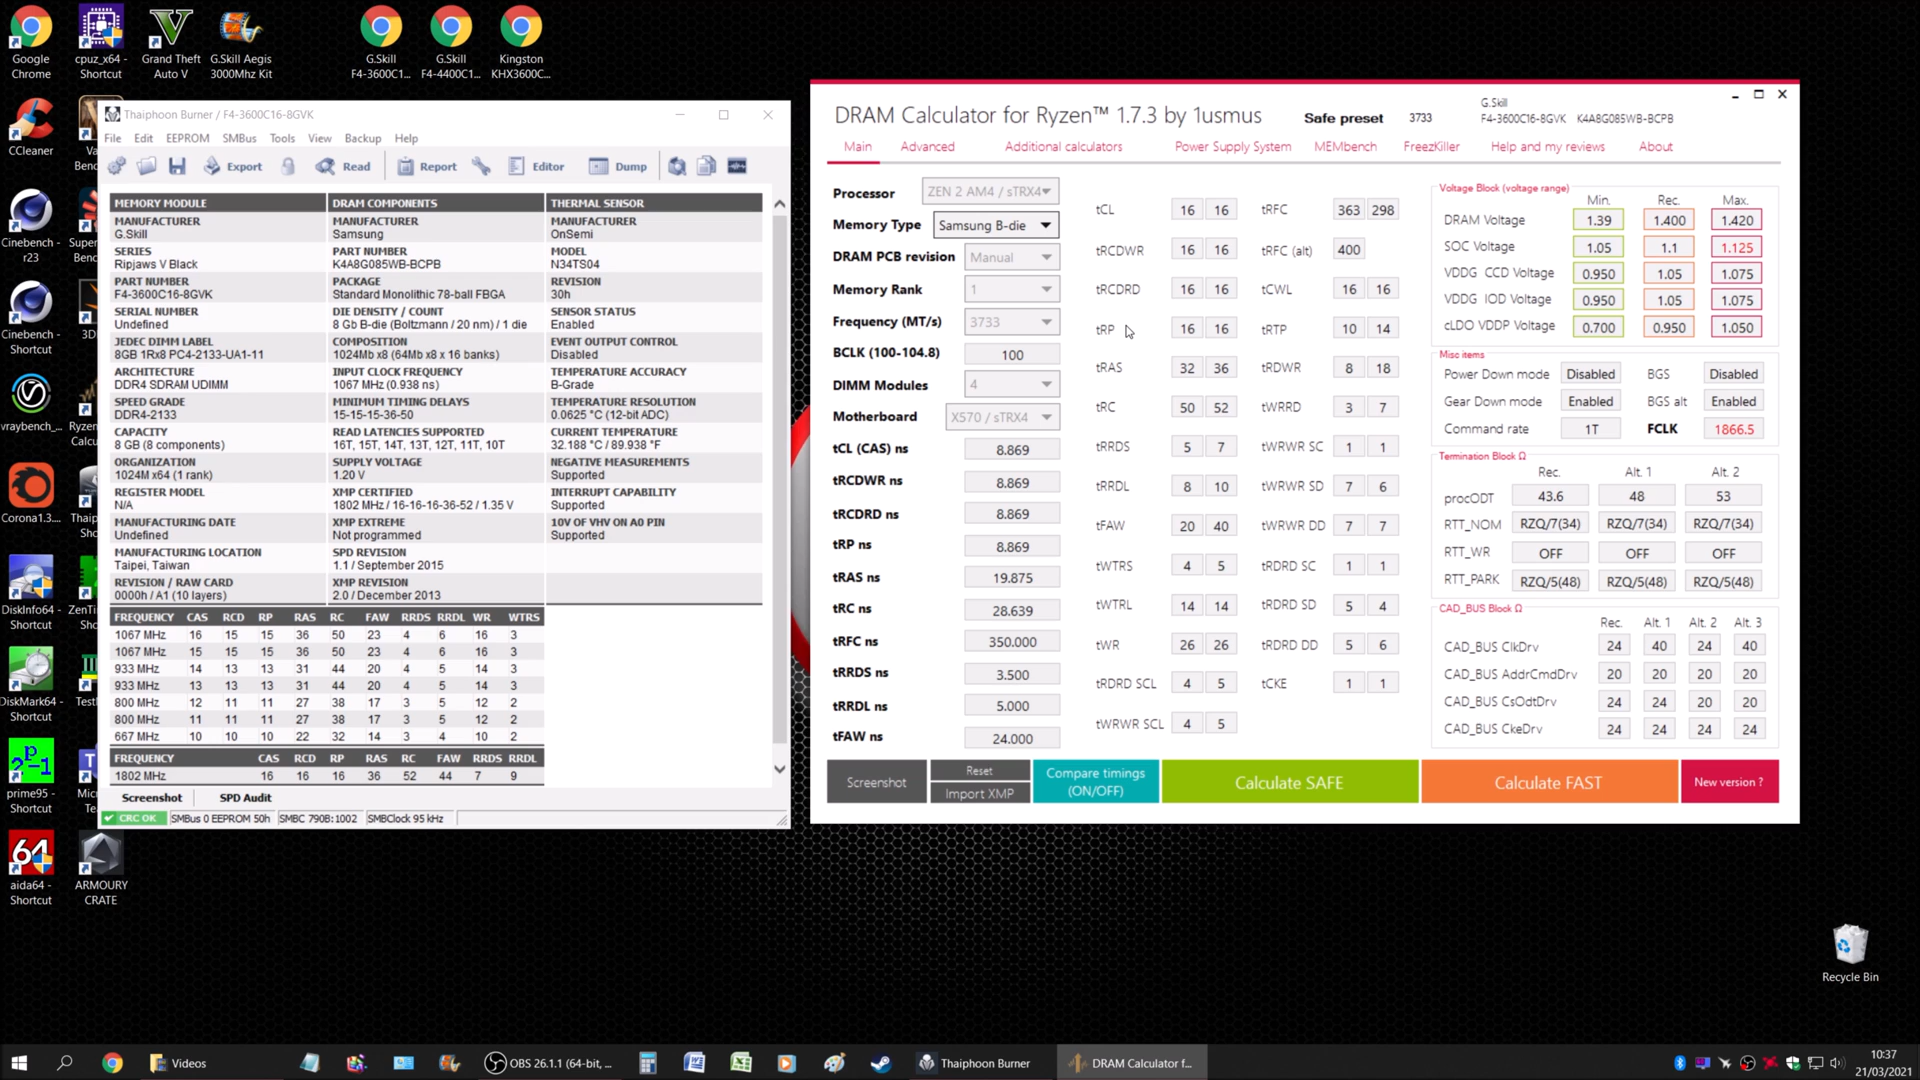 Google
Chrome
cpuz_x64 -
Shortcut
Grand Theft
Auto V
G.Skill Aegis
3000Mhz Kit
G.Skill
F4-3600C1...
G.Skill
F4-4400C1...
Kingston
KHX3600C...
CCleaner
Cinebench -
r23
Cinebench -
Shortcut
vraybench_...
Corona1.3....
DiskInfo64 -
Shortcut
DiskMark64 -
Shortcut
prime95 -
Shortcut
aida64 -
Shortcut
ARMOURY
CRATE
Recycle Bin
Thaiphoon Burner / F4-3600C16-8GVK
File Edit EEPROM SMBus Tools View Backup Help
Export Read Report Editor Dump
MEMORY MODULE DRAM COMPONENTS THERMAL SENSOR
MANUFACTURER MANUFACTURER MANUFACTURER
G.Skill Samsung OnSemi
SERIES PART NUMBER MODEL
Ripjaws V Black K4A8G085WB-BCPB N34TS04
PART NUMBER PACKAGE REVISION
F4-3600C16-8GVK Standard Monolithic 78-ball FBGA 30h
SERIAL NUMBER DIE DENSITY / COUNT SENSOR STATUS
Undefined 8 Gb B-die (Boltzmann / 20 nm) / 1 die Enabled
JEDEC DIMM LABEL COMPOSITION EVENT OUTPUT CONTROL
8GB 1Rx8 PC4-2133-UA1-11 1024Mb x8 (64Mb x8 x 16 banks) Disabled
ARCHITECTURE INPUT CLOCK FREQUENCY TEMPERATURE ACCURACY
DDR4 SDRAM UDIMM 1067 MHz (0.938 ns) B-Grade
SPEED GRADE MINIMUM TIMING DELAYS TEMPERATURE RESOLUTION
DDR4-2133 15-15-15-36-50 0.0625 °C (12-bit ADC)
CAPACITY READ LATENCIES SUPPORTED CURRENT TEMPERATURE
8 GB (8 components) 16T, 15T, 14T, 13T, 12T, 11T, 10T 32.188 °C / 89.938 °F
ORGANIZATION SUPPLY VOLTAGE NEGATIVE MEASUREMENTS
1024M x64 (1 rank) 1.20 V Supported
REGISTER MODEL XMP CERTIFIED INTERRUPT CAPABILITY
N/A 1802 MHz / 16-16-16-36-52 / 1.35 V Supported
MANUFACTURING DATE XMP EXTREME 10V OF VHV ON A0 PIN
Undefined Not programmed Supported
MANUFACTURING LOCATION SPD REVISION
Taipei, Taiwan 1.1 / September 2015
REVISION / RAW CARD XMP REVISION
0000h / A1 (10 layers) 2.0 / December 2013
FREQUENCY CAS RCD RP RAS RC FAW RRDS RRDL WR WTRS
1067 MHz 16 15 15 36 50 23 4 6 16 3
1067 MHz 15 15 15 36 50 23 4 6 16 3
933 MHz 14 13 13 31 44 20 4 5 14 3
933 MHz 13 13 13 31 44 20 4 5 14 3
800 MHz 12 11 11 27 38 17 3 5 12 2
800 MHz 11 11 11 27 38 17 3 5 12 2
667 MHz 10 10 10 22 32 14 3 4 10 2
FREQUENCY CAS RCD RP RAS RC FAW RRDS RRDL
1802 MHz 16 16 16 36 52 44 7 9
Screenshot SPD Audit
CRC OK SMBus 0 EEPROM 50h SMBC 790B:1002 SMBClock 95 kHz
DRAM Calculator for Ryzen™ 1.7.3 by 1usmus Safe preset 3733
G.Skill
F4-3600C16-8GVK K4A8G085WB-BCPB
Main Advanced Additional calculators Power Supply System MEMbench FreezKiller Help and my reviews About
Processor ZEN 2 AM4 / sTRX4
Memory Type Samsung B-die
DRAM PCB revision Manual
Memory Rank 1
Frequency (MT/s) 3733
BCLK (100-104.8) 100
DIMM Modules 4
Motherboard X570 / sTRX4
tCL (CAS) ns 8.869
tRCDWR ns 8.869
tRCDRD ns 8.869
tRP ns 8.869
tRAS ns 19.875
tRC ns 28.639
tRFC ns 350.000
tRRDS ns 3.500
tRRDL ns 5.000
tFAW ns 24.000
tCL 16 16 tRFC 363 298
tRCDWR 16 16 tRFC (alt) 400
tRCDRD 16 16 tCWL 16 16
tRP 16 16 tRTP 10 14
tRAS 32 36 tRDWR 8 18
tRC 50 52 tWRRD 3 7
tRRDS 5 7 tWRWR SC 1 1
tRRDL 8 10 tWRWR SD 7 6
tFAW 20 40 tWRWR DD 7 7
tWTRS 4 5 tRDRD SC 1 1
tWTRL 14 14 tRDRD SD 5 4
tWR 26 26 tRDRD DD 5 6
tRDRD SCL 4 5 tCKE 1 1
tWRWR SCL 4 5
Voltage Block (voltage range)
Min. Rec. Max.
DRAM Voltage 1.39 1.400 1.420
SOC Voltage 1.05 1.1 1.125
VDDG CCD Voltage 0.950 1.05 1.075
VDDG IOD Voltage 0.950 1.05 1.075
cLDO VDDP Voltage 0.700 0.950 1.050
Misc items
Power Down mode Disabled BGS Disabled
Gear Down mode Enabled BGS alt Enabled
Command rate 1T FCLK 1866.5
Termination Block Ω
Rec. Alt. 1 Alt. 2
procODT 43.6 48 53
RTT_NOM RZQ/7(34) RZQ/7(34) RZQ/7(34)
RTT_WR OFF OFF OFF
RTT_PARK RZQ/5(48) RZQ/5(48) RZQ/5(48)
CAD_BUS Block Ω
Rec. Alt. 1 Alt. 2 Alt. 3
CAD_BUS ClkDrv 24 40 24 40
CAD_BUS AddrCmdDrv 20 20 20 20
CAD_BUS CsOdtDrv 24 24 20 20
CAD_BUS CkeDrv 24 24 24 24
Screenshot
Reset
Import XMP
Compare timings
(ON/OFF)
Calculate SAFE
Calculate FAST
New version ?
Videos
OBS 26.1.1 (64-bit, ...
Thaiphoon Burner
DRAM Calculator f...
10:37
21/03/2021